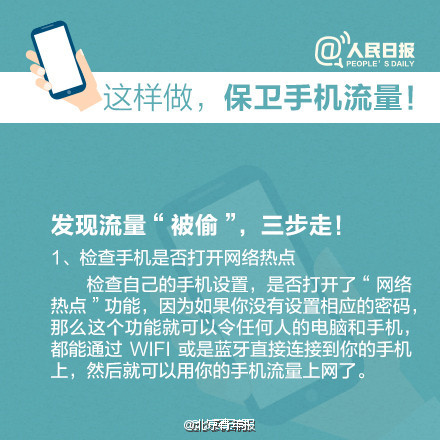 @人民日报
PEOPLE'S DAILY
这样做，保卫手机流量！
发现流量“被偷”，三步走！
1、检查手机是否打开网络热点
检查自己的手机设置，是否打开了“网络
热点”功能，因为如果你没有设置相应的密码，
那么这个功能就可以令任何人的电脑和手机，
都能通过 WIFI 或是蓝牙直接连接到你的手机
上，然后就可以用你的手机流量上网了。
@北京青年报